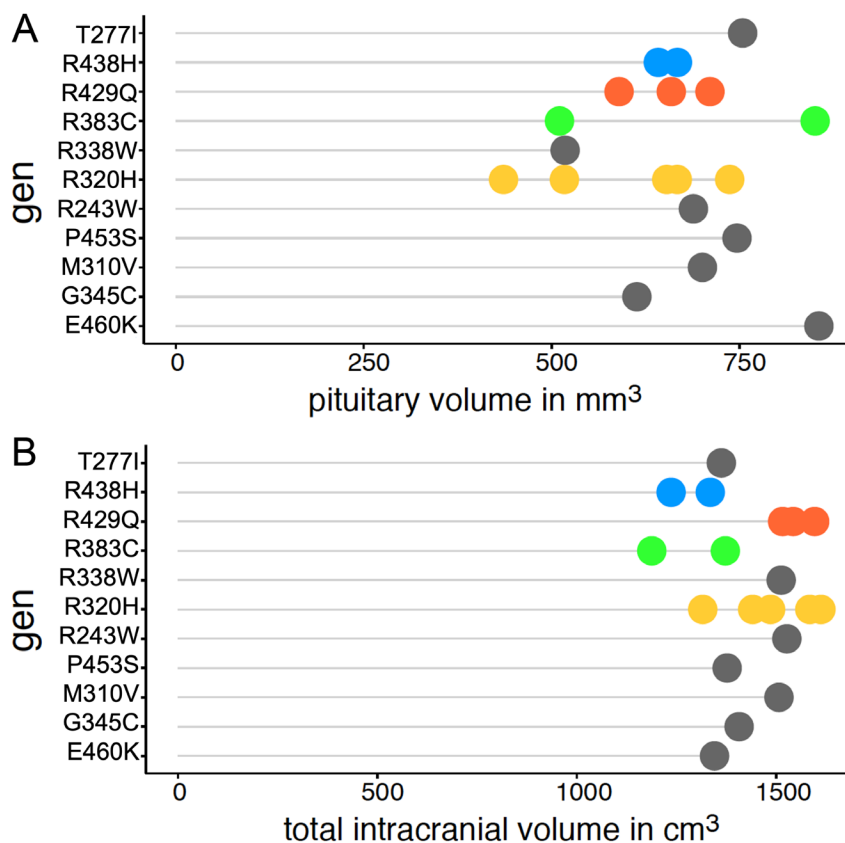 A
T277I
R438H
R429Q
R383C
R338W
R320H
R243W
P453S
M310V
G345C
E460K
gen
0 250 500 750
pituitary volume in mm³
B
T277I
R438H
R429Q
R383C
R338W
R320H
R243W
P453S
M310V
G345C
E460K
gen
0 500 1000 1500
total intracranial volume in cm³